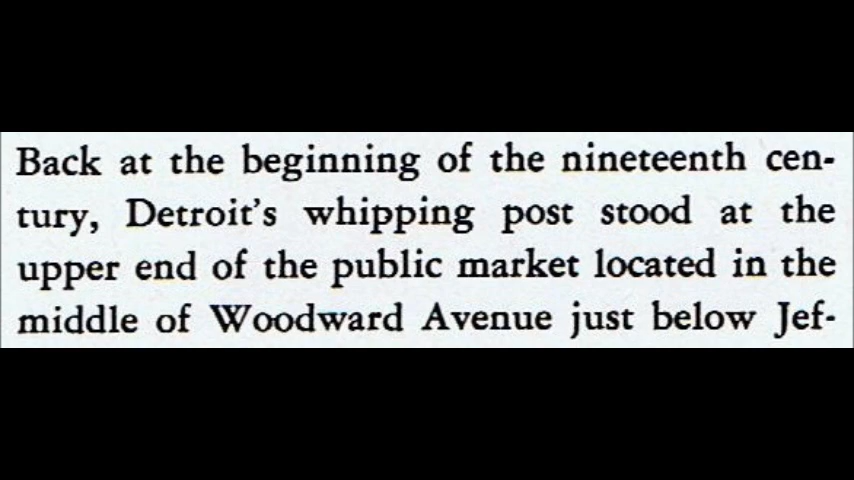 Back at the beginning of the nineteenth cen-
tury, Detroit's whipping post stood at the
upper end of the public market located in the
middle of Woodward Avenue just below Jef-